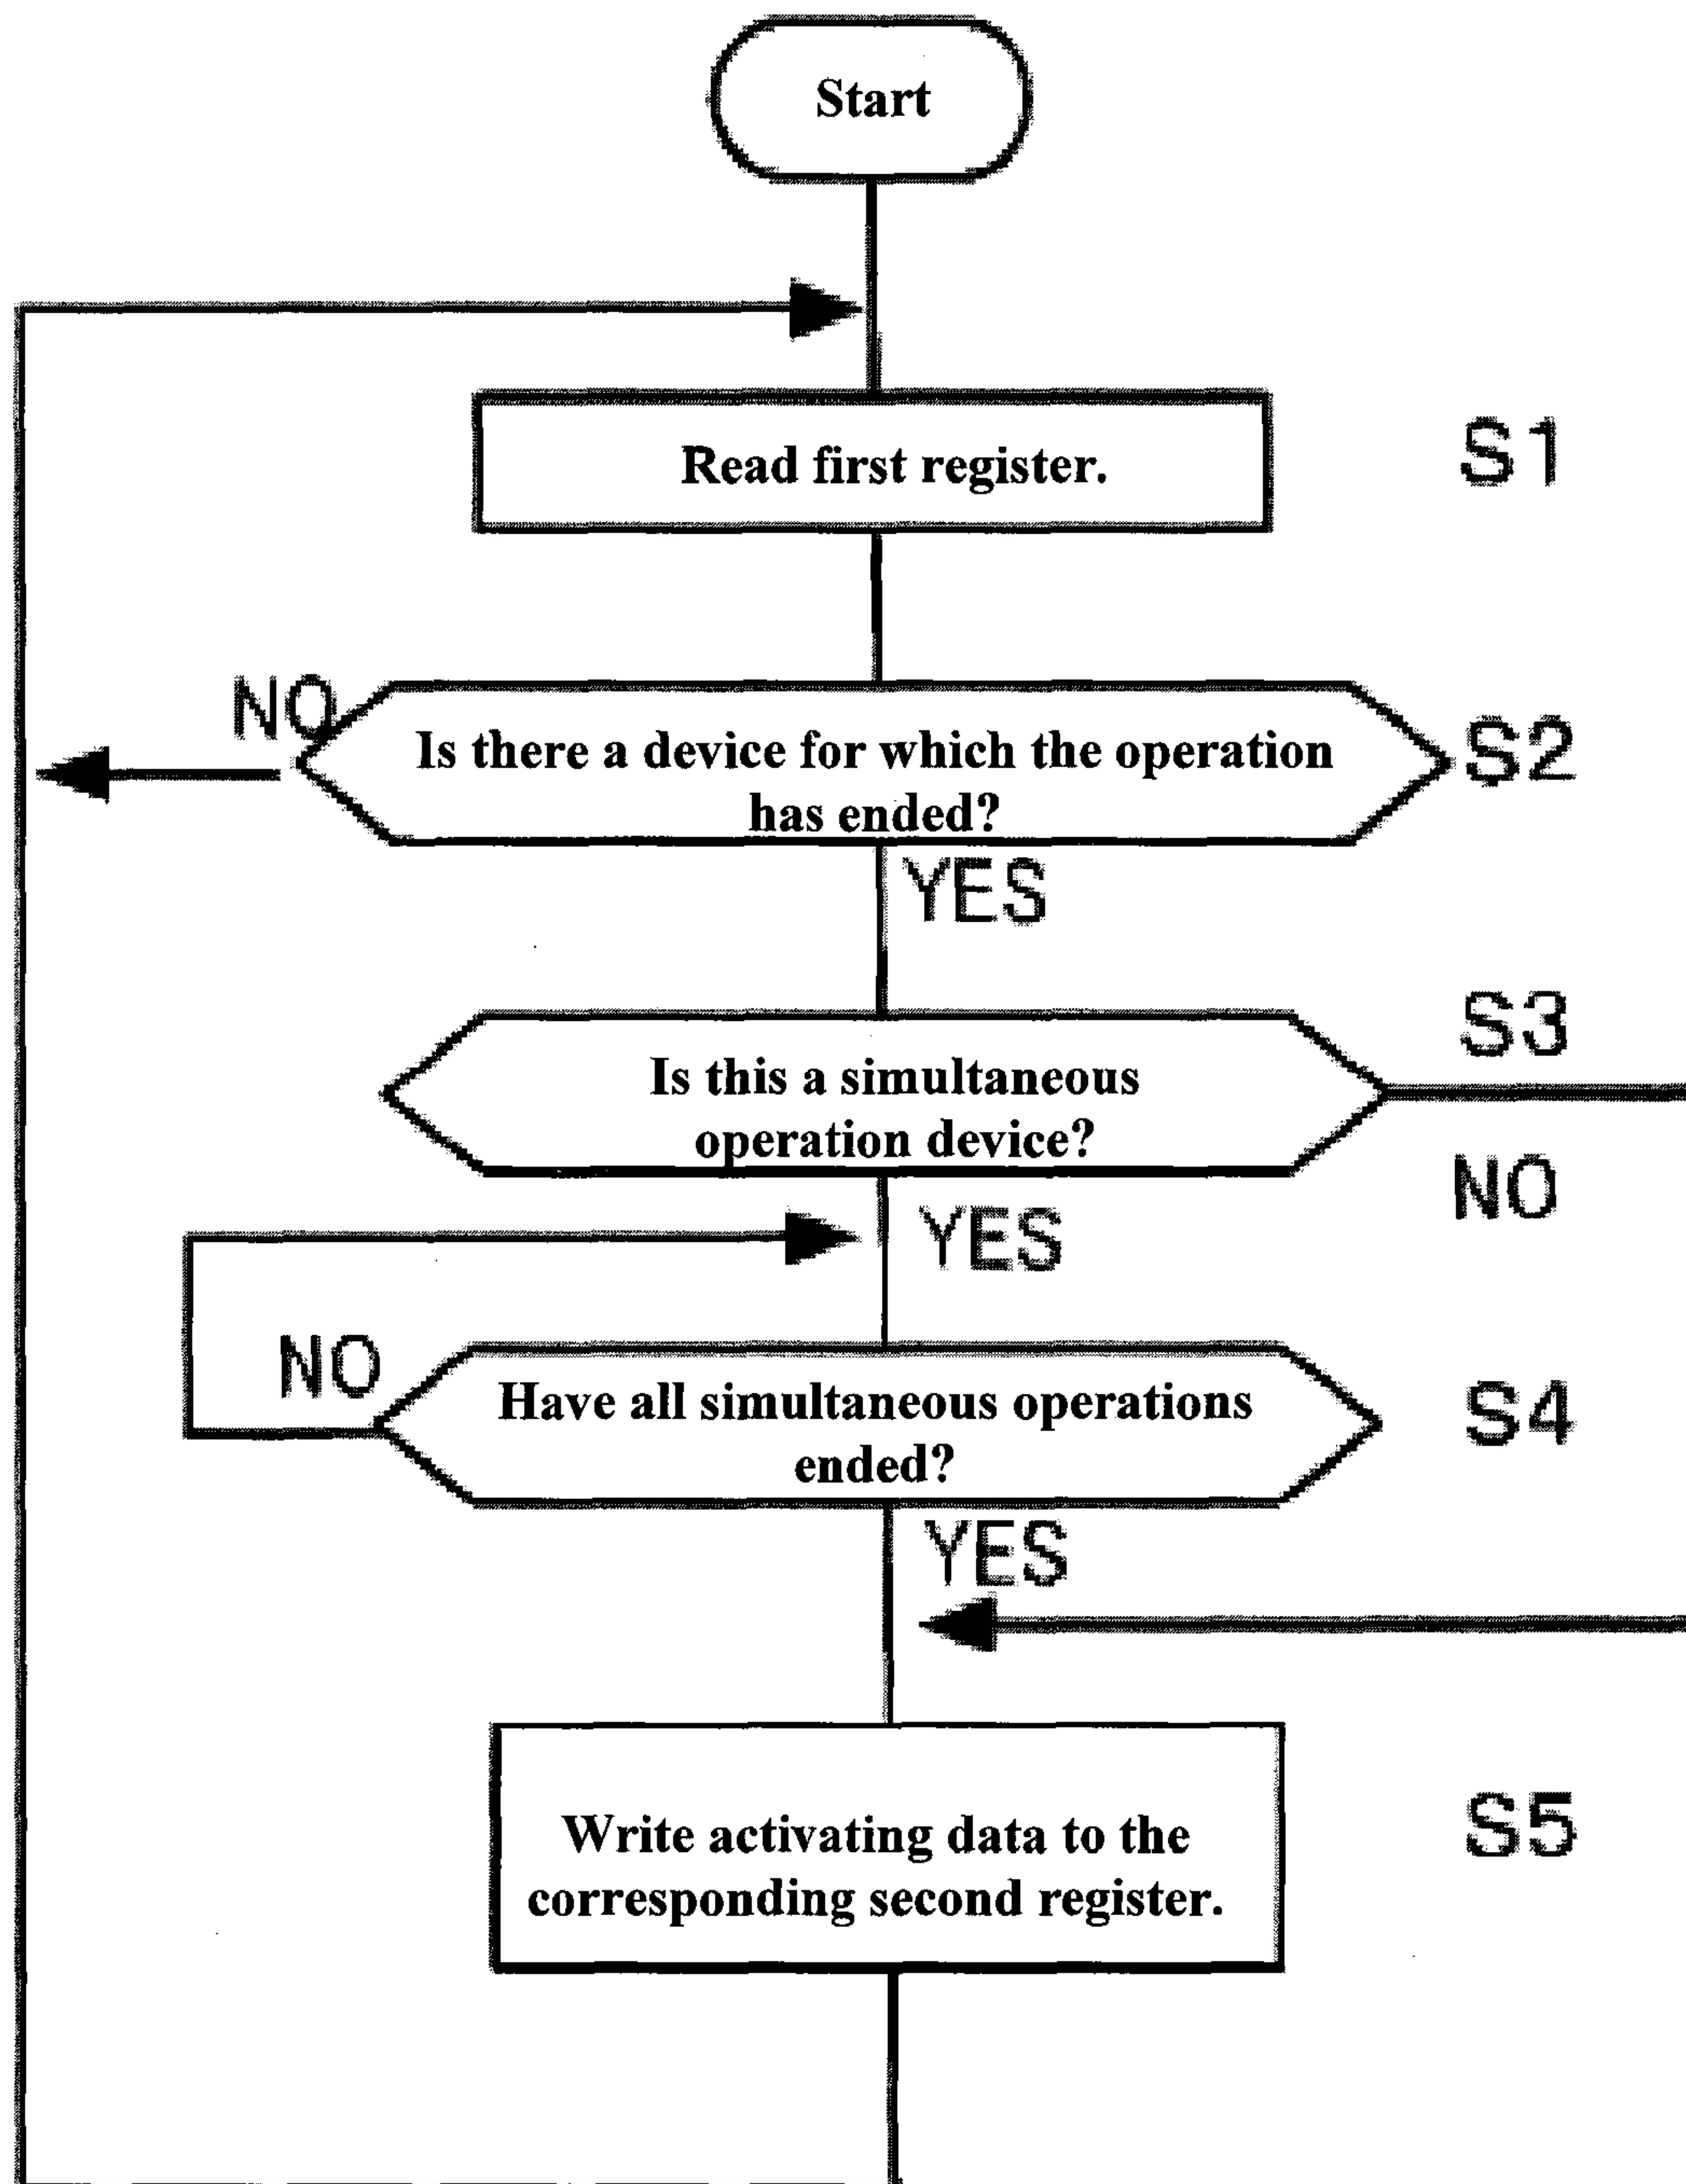 Start
Read first register.
S1
NO
Is there a device for which the operation
has ended?
S2
YES
S3
Is this a simultaneous
operation device?
NO
YES
NO
Have all simultaneous operations
ended?
S4
YES
Write activating data to the
corresponding second register.
S5